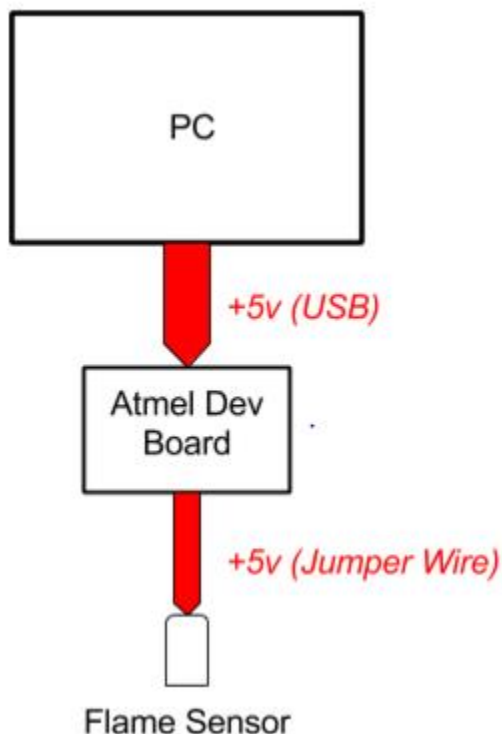 PC
+5v (USB)
Atmel Dev
Board
+5v (Jumper Wire)
Flame Sensor